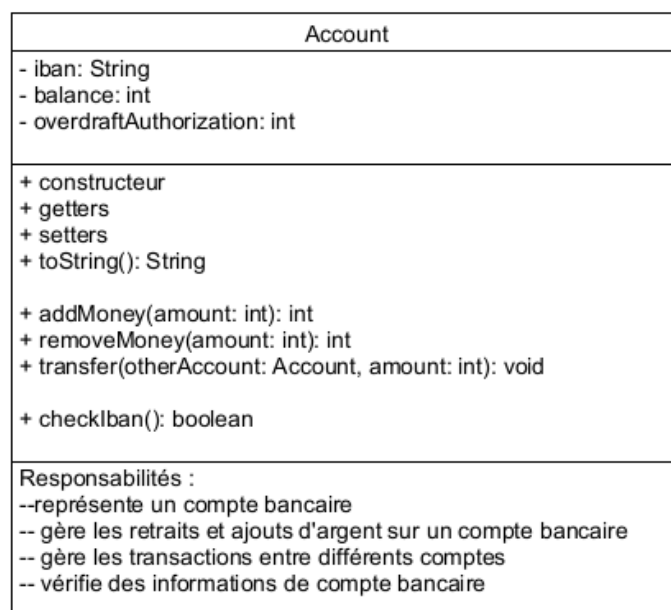 Account
- iban: String
- balance: int
- overdraftAuthorization: int
+ constructeur
+ getters
+ setters
+ toString(): String
+ addMoney(amount: int): int
+ removeMoney(amount: int): int
+ transfer(otherAccount: Account, amount: int): void
+ checkIban(): boolean
Responsabilités :
--représente un compte bancaire
-- gère les retraits et ajouts d'argent sur un compte bancaire
-- gère les transactions entre différents comptes
-- vérifie des informations de compte bancaire